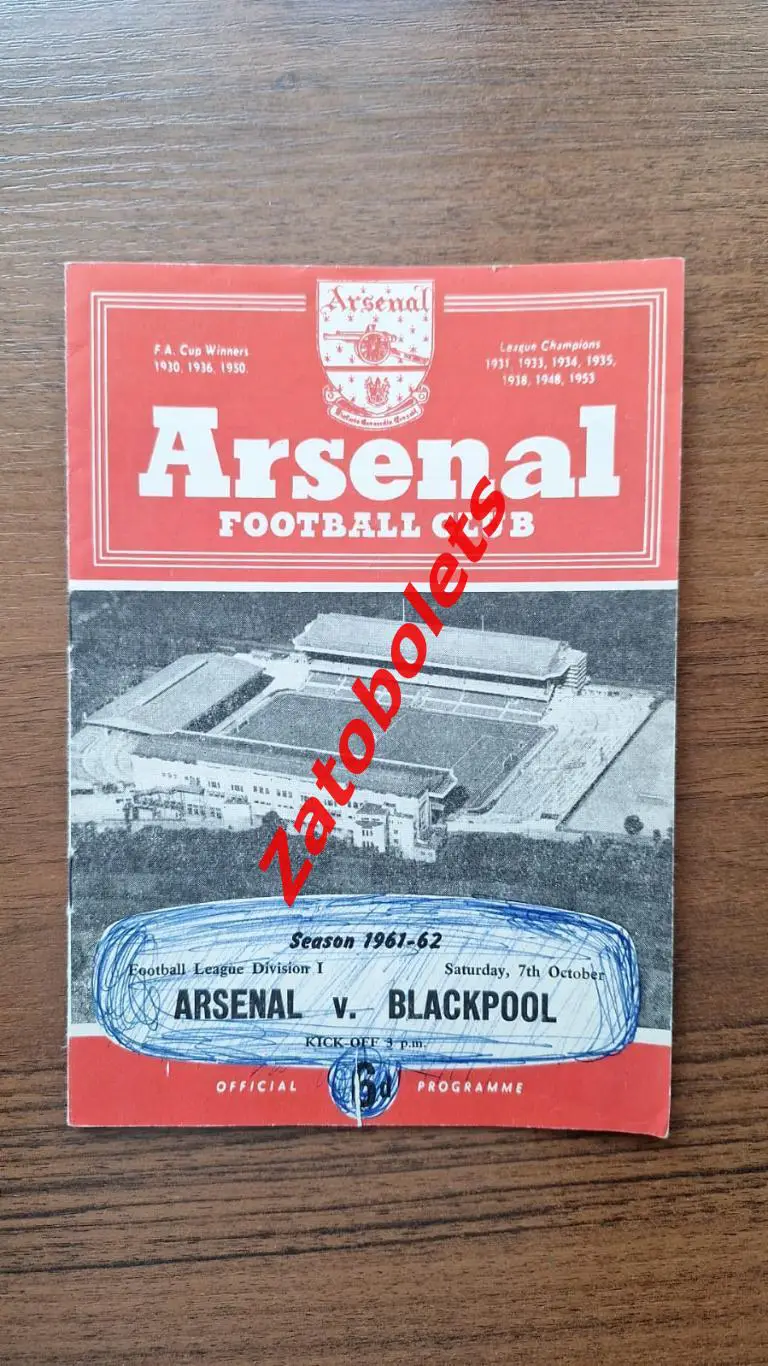 Arsenal
F.A. Cup Winners
1930, 1936, 1950.
League Champions
1931, 1933, 1934, 1935,
1938, 1948, 1953
Arsenal
FOOTBALL CLUB
Zatobolets
Season 1961-62
Football League Division I
Saturday, 7th October
ARSENAL v. BLACKPOOL
KICK-OFF 3 p.m.
OFFICIAL 6d PROGRAMME